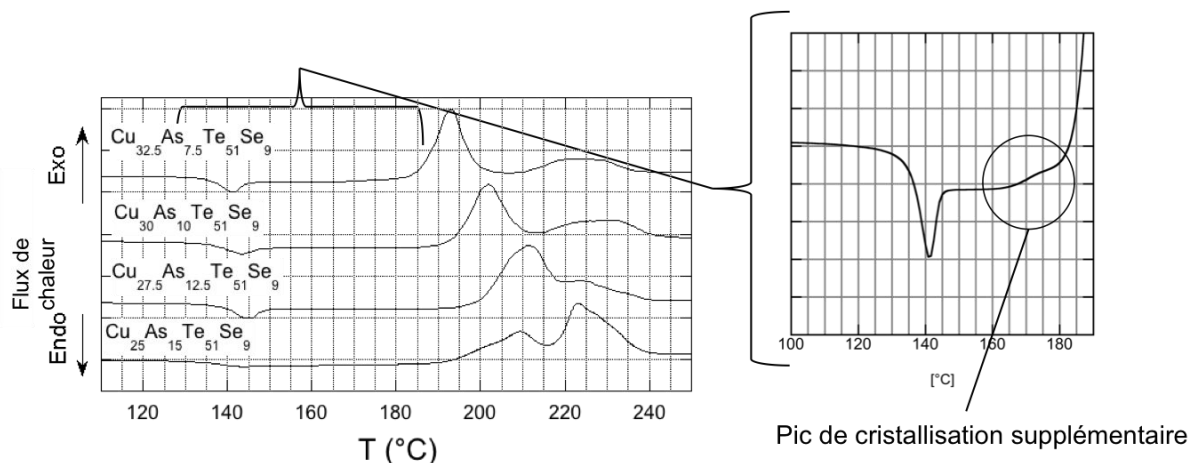 Exo
Flux de
chaleur
Endo
Cu32.5As7.5Te51Se9
Cu30As10Te51Se9
Cu27.5As12.5Te51Se9
Cu25As15Te51Se9
120 140 160 180 200 220 240
T (°C)
100 120 140 160 180
[°C]
Pic de cristallisation supplémentaire